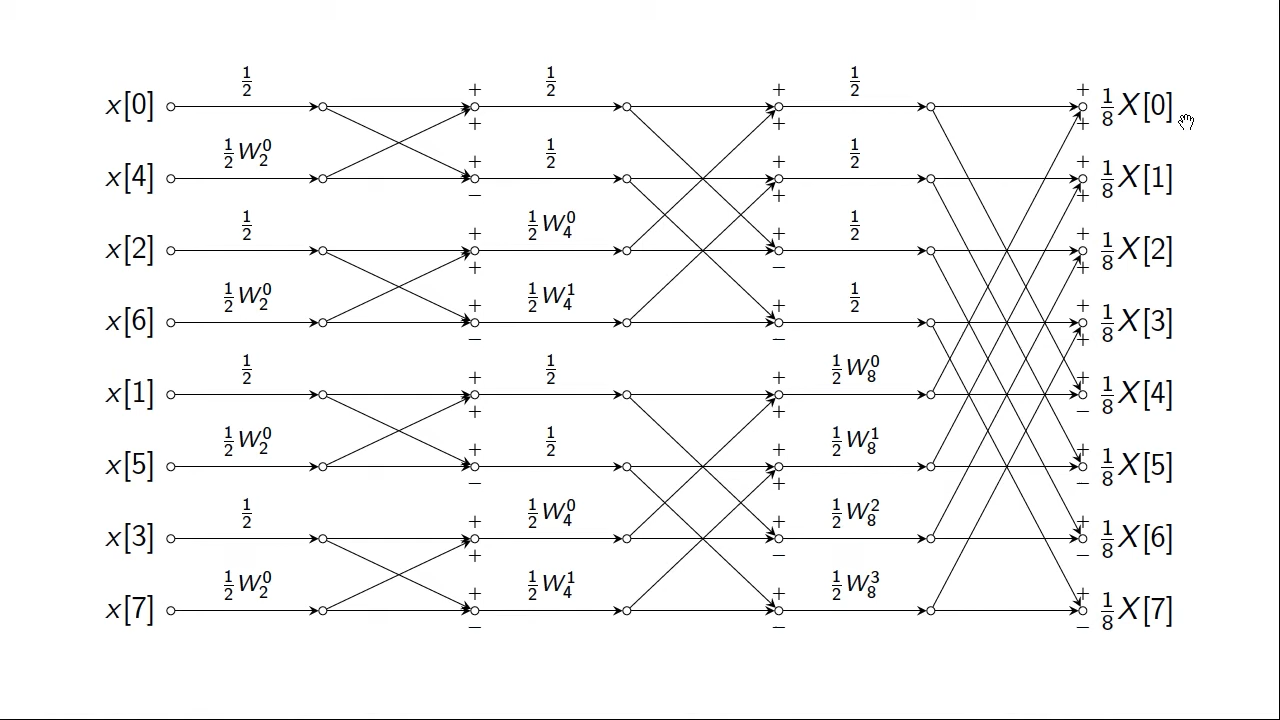 x[0] 1/2 + + 1/2 + + 1/2 + + 1/8 X[0]
x[4] 1/2 W_2^0 + − 1/2 + + 1/2 + + 1/8 X[1]
x[2] 1/2 + + 1/2 W_4^0 + − 1/2 + + 1/8 X[2]
x[6] 1/2 W_2^0 + − 1/2 W_4^1 + − 1/2 + + 1/8 X[3]
x[1] 1/2 + + 1/2 + + 1/2 W_8^0 + − 1/8 X[4]
x[5] 1/2 W_2^0 + − 1/2 + + 1/2 W_8^1 + − 1/8 X[5]
x[3] 1/2 + + 1/2 W_4^0 + − 1/2 W_8^2 + − 1/8 X[6]
x[7] 1/2 W_2^0 + − 1/2 W_4^1 + − 1/2 W_8^3 + − 1/8 X[7]